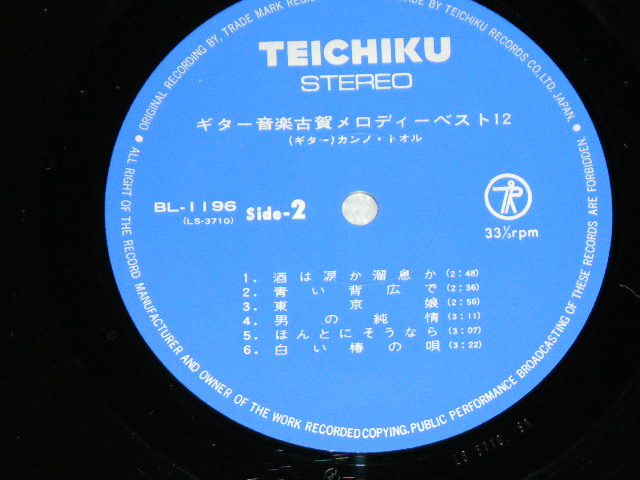 ORIGINAL RECORDING BY, TRADE MARK
MADE BY TEICHIKU RECORDS CO., LTD. JAPAN.
TEICHIKU
STEREO
ギター音楽古賀メロディーベスト12
(ギター)カンノ・トオル
BL-1196
(LS-3710)
Side-2
33⅓rpm
1. 酒は涙か溜息か(2:48)
2. 青い背広で(2:36)
3. 東京娘(2:56)
4. 男の純情(3:11)
5. ほんとにそうなら(3:07)
6. 白い椿の唄(3:22)
ALL RIGHT OF THE RECORD MANUFACTURER AND OWNER OF THE WORK RECORDED COPYING. PUBLIC PERFORMANCE BROADCASTING OF THESE RECORDS ARE FORBIDDEN.